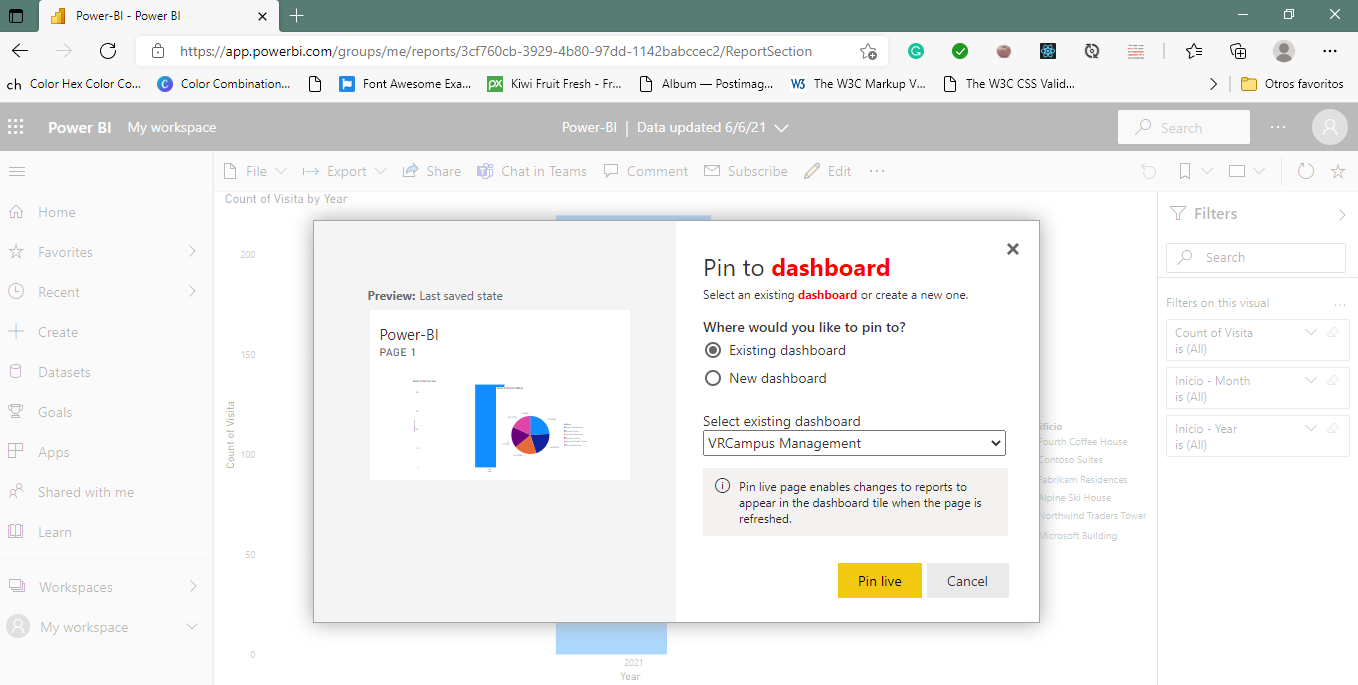 Power-BI - Power BI
https://app.powerbi.com/groups/me/reports/3cf760cb-3929-4b80-97dd-1142babccec2/ReportSection
ch Color Hex Color Co... Color Combination... Font Awesome Exa... Kiwi Fruit Fresh - Fr... Album — Postimag... W3 The W3C Markup V... The W3C CSS Valid... Otros favoritos
Power BI My workspace Power-BI | Data updated 6/6/21 Search
File Export Share Chat in Teams Comment Subscribe Edit
Home
Favorites
Recent
Create
Datasets
Goals
Apps
Shared with me
Learn
Workspaces
My workspace
Count of Visita by Year
200
150
100
50
0
Count of Visita
2021
Year
Preview: Last saved state
Power-BI
PAGE 1
Pin to dashboard
Select an existing dashboard or create a new one.
Where would you like to pin to?
Existing dashboard
New dashboard
Select existing dashboard
VRCampus Management
Pin live page enables changes to reports to
appear in the dashboard tile when the page is
refreshed.
Pin live Cancel
ificio
Fourth Coffee House
Contoso Suites
Fabrikam Residences
Alpine Ski House
Northwind Traders Tower
Microsoft Building
Filters
Search
Filters on this visual
Count of Visita
is (All)
Inicio - Month
is (All)
Inicio - Year
is (All)